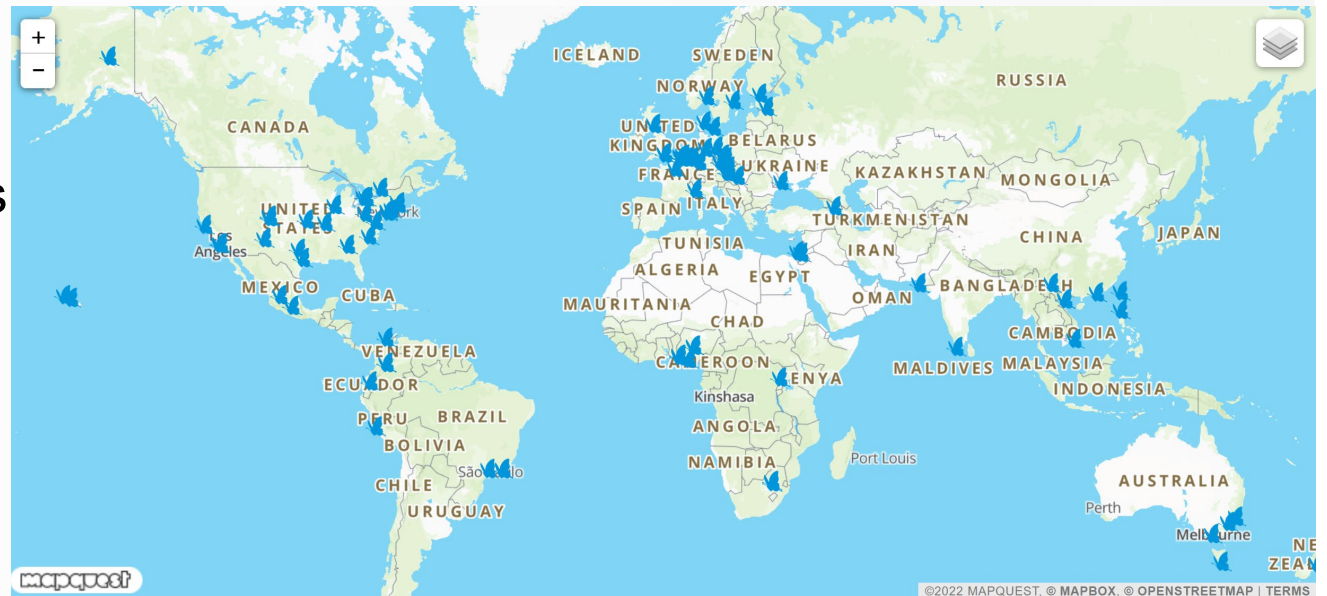 +
ICELAND
SWEDEN
−
RUSSIA
NORWAY
CANADA
UNITED
KINGDOM
BELARUS
UKRAINE
FRANCE
KAZAKHSTAN
MONGOLIA
S
UNITED
STATES
SPAIN
ITALY
TURKMENISTAN
JAPAN
Los
Angeles
TUNISIA
IRAN
CHINA
ALGERIA
EGYPT
MEXICO
CUBA
OMAN
BANGLADESH
MAURITANIA
CHAD
CAMBODIA
VENEZUELA
CAMEROON
MALDIVES
MALAYSIA
ECUADOR
KENYA
INDONESIA
Kinshasa
PERU
BRAZIL
ANGOLA
BOLIVIA
NAMIBIA
Port Louis
São Paulo
CHILE
AUSTRALIA
URUGUAY
Perth
Melbourne
NE
ZEAL
mapquest
©2022 MAPQUEST, © MAPBOX, © OPENSTREETMAP | TERMS